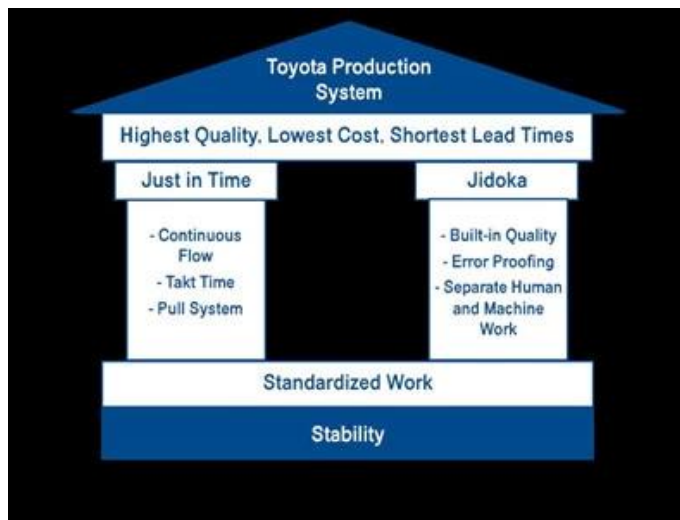 Toyota Production
System
Highest Quality, Lowest Cost, Shortest Lead Times
Just in Time
- Continuous
Flow
- Takt Time
- Pull System
Jidoka
- Built-in Quality
- Error Proofing
- Separate Human
and Machine
Work
Standardized Work
Stability